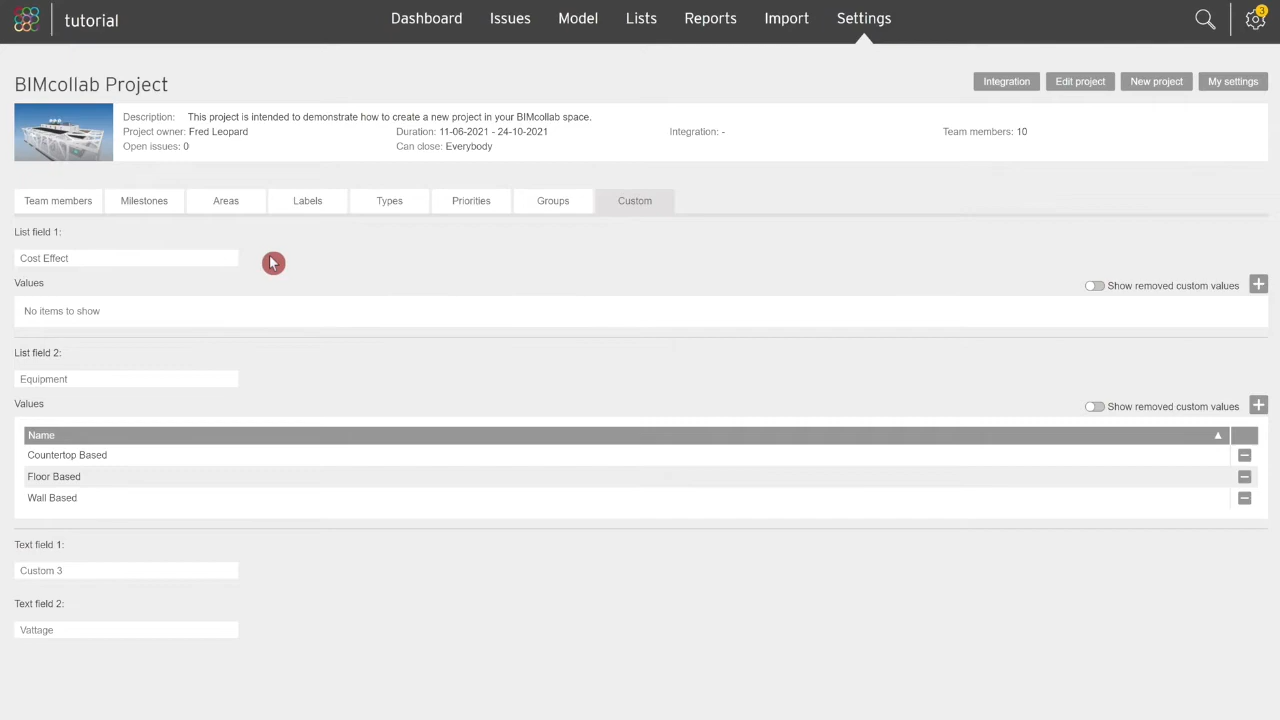 tutorial
Dashboard Issues Model Lists Reports Import Settings
3
BIMcollab Project
Integration Edit project New project My settings
Description: This project is intended to demonstrate how to create a new project in your BIMcollab space.
Project owner: Fred Leopard Duration: 11-06-2021 - 24-10-2021 Integration: - Team members: 10
Open issues: 0 Can close: Everybody
Team members Milestones Areas Labels Types Priorities Groups Custom
List field 1:
Cost Effect
Values Show removed custom values
No items to show
List field 2:
Equipment
Values Show removed custom values
Name
Countertop Based
Floor Based
Wall Based
Text field 1:
Custom 3
Text field 2:
Vattage